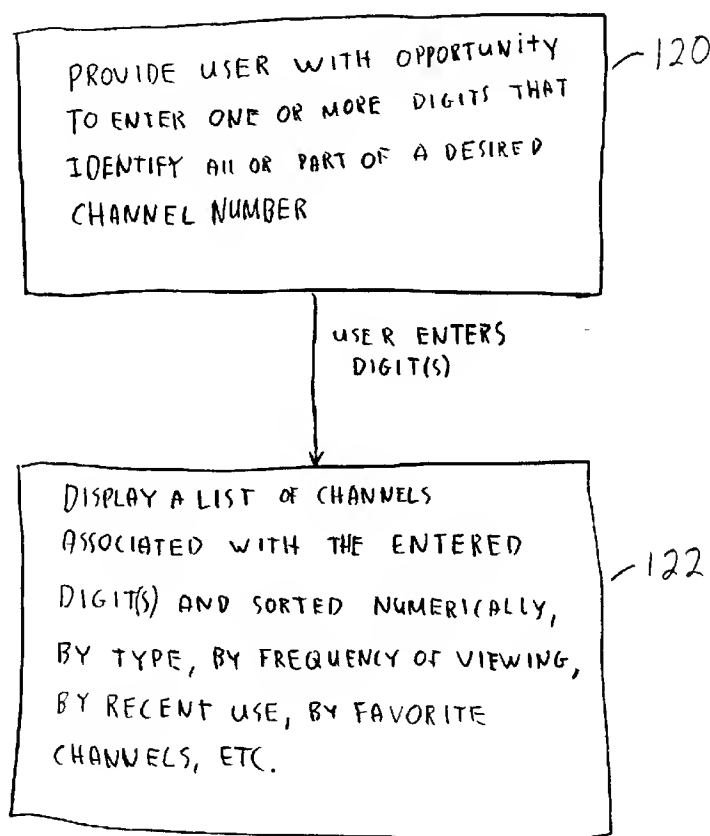 PROVIDE USER WITH OPPORTUNITY
TO ENTER ONE OR MORE DIGITS THAT
IDENTIFY All OR PART OF A DESIRED
CHANNEL NUMBER
120
USER ENTERS
DIGIT(S)
DISPLAY A LIST OF CHANNELS
ASSOCIATED WITH THE ENTERED
DIGIT(S) AND SORTED NUMERICALLY,
BY TYPE, BY FREQUENCY OF VIEWING,
BY RECENT USE, BY FAVORITE
CHANNELS, ETC.
122